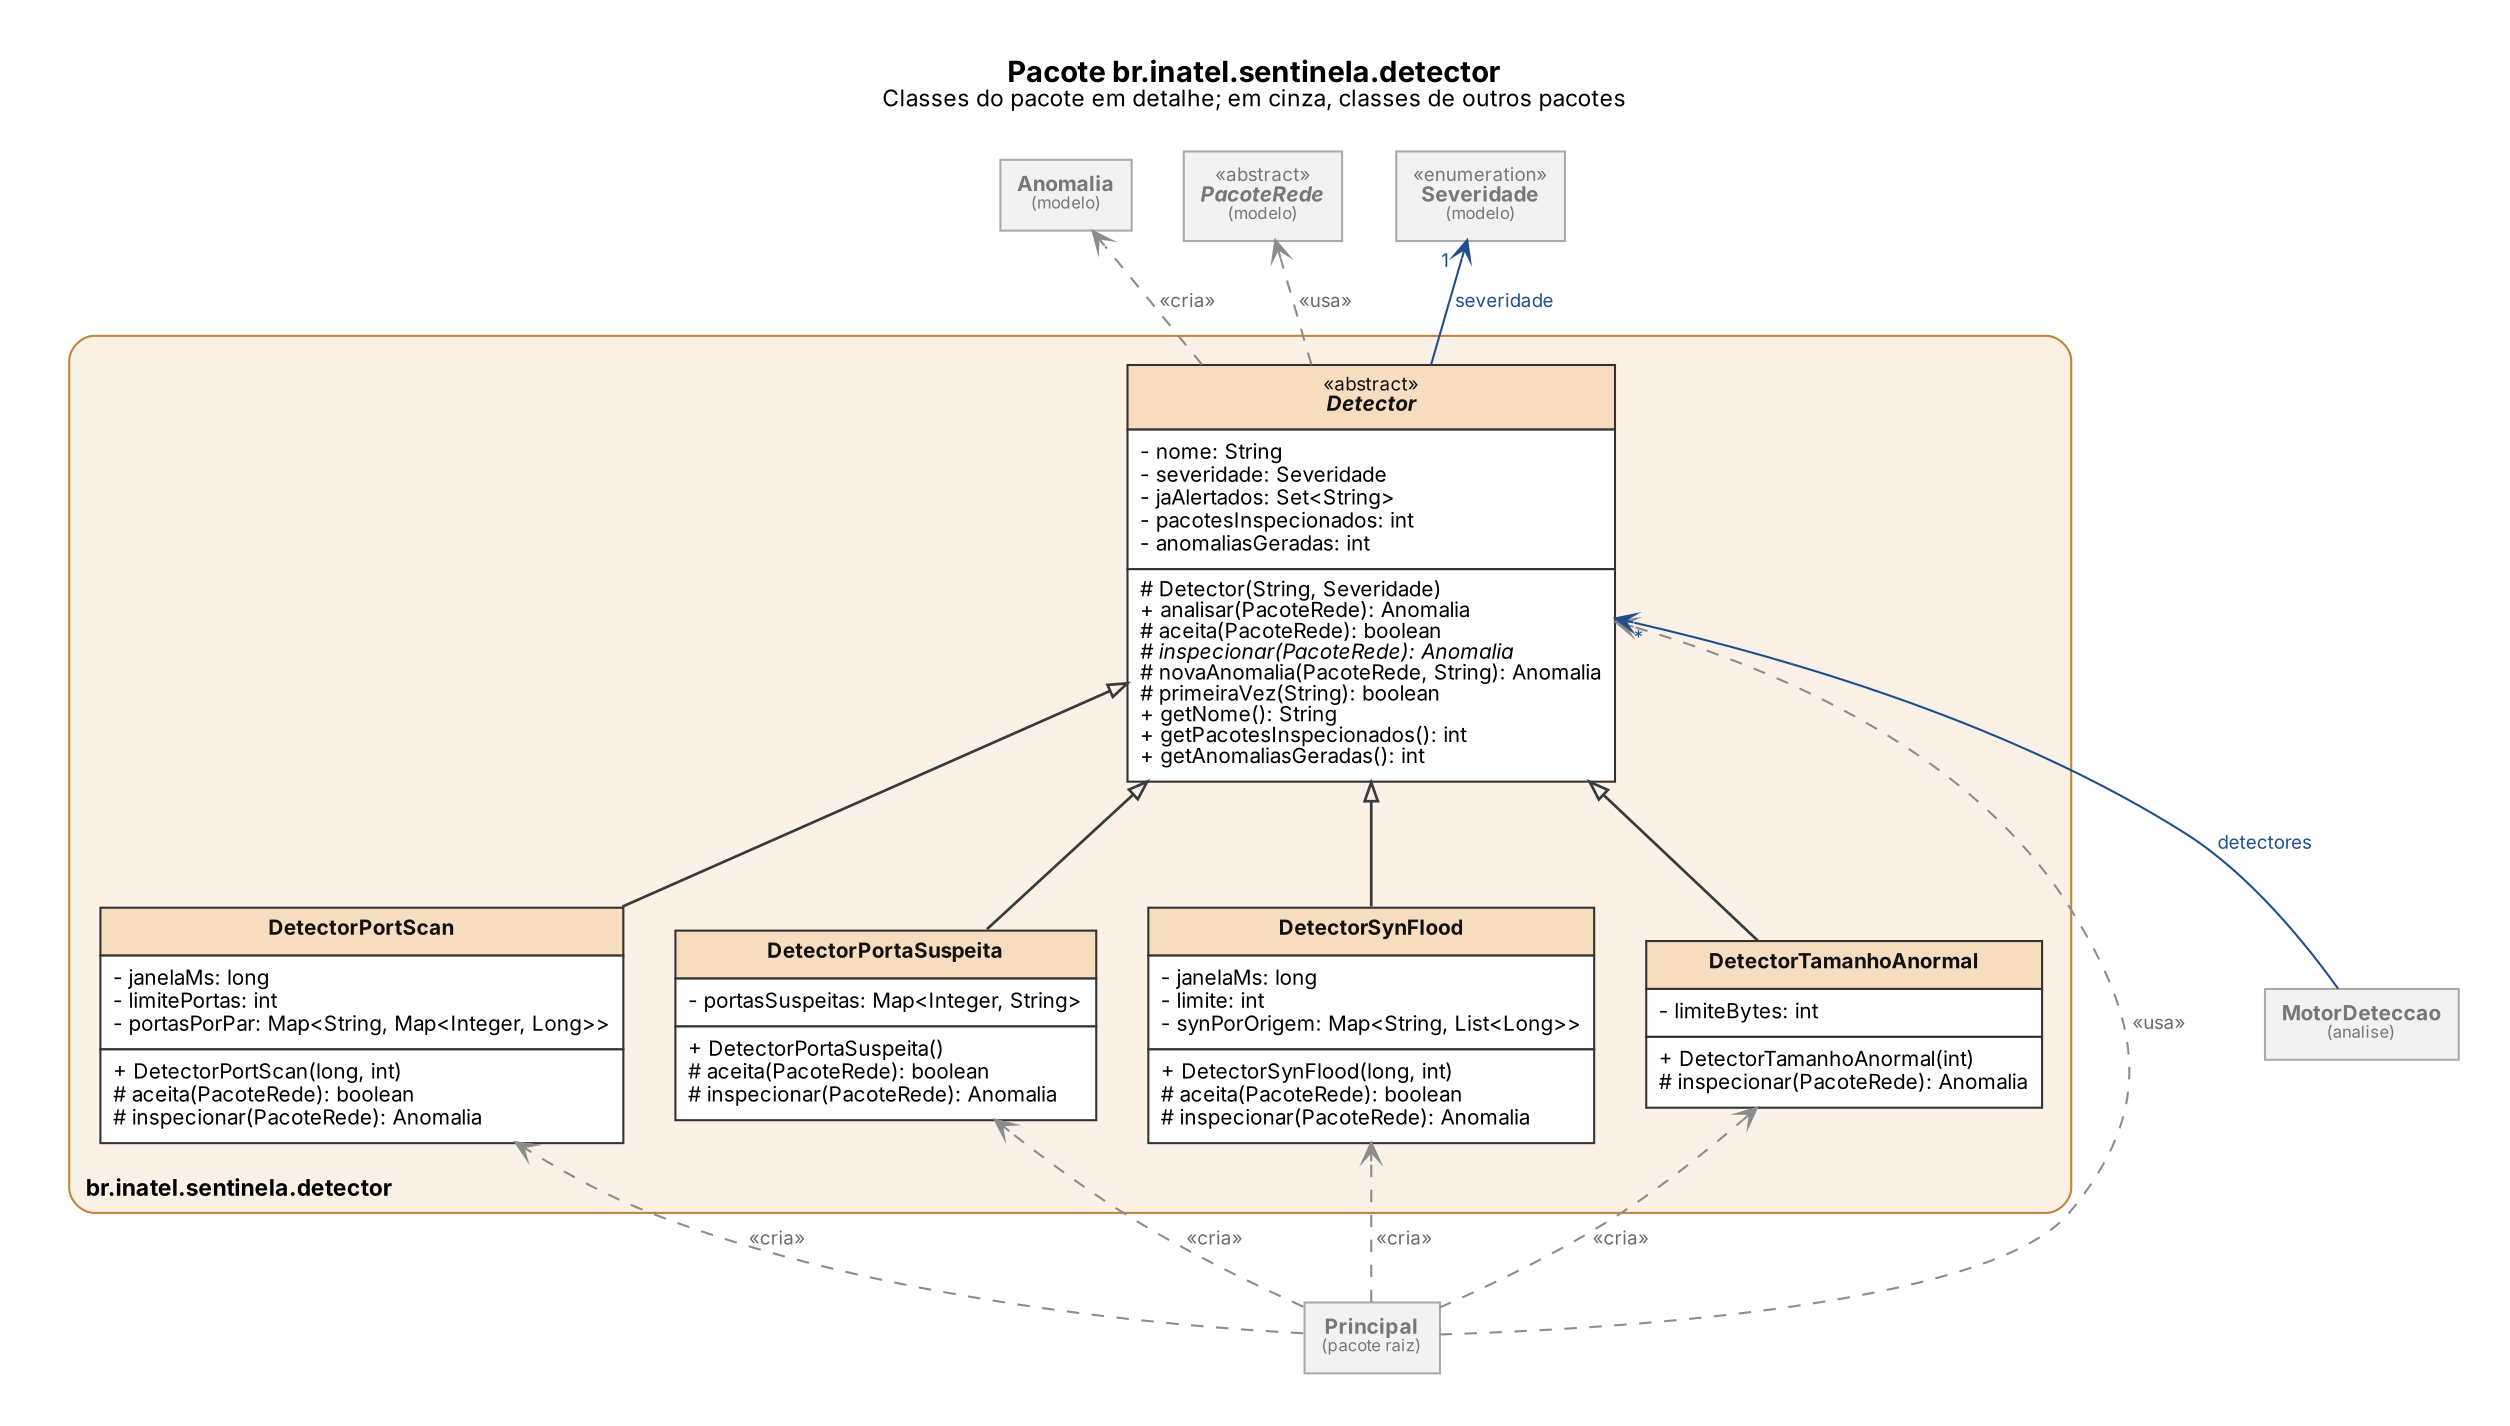 Pacote br.inatel.sentinela.detector
Classes do pacote em detalhe; em cinza, classes de outros pacotes
Anomalia
(modelo)
«abstract»
PacoteRede
(modelo)
«enumeration»
Severidade
(modelo)
1
«cria»
«usa»
severidade
«abstract»
Detector
- nome: String
- severidade: Severidade
- jaAlertados: Set<String>
- pacotesInspecionados: int
- anomaliasGeradas: int
# Detector(String, Severidade)
+ analisar(PacoteRede): Anomalia
# aceita(PacoteRede): boolean
# inspecionar(PacoteRede): Anomalia
# novaAnomalia(PacoteRede, String): Anomalia
# primeiraVez(String): boolean
+ getNome(): String
+ getPacotesInspecionados(): int
+ getAnomaliasGeradas(): int
*
detectores
DetectorPortScan
- janelaMs: long
- limitePortas: int
- portasPorPar: Map<String, Map<Integer, Long>>
+ DetectorPortScan(long, int)
# aceita(PacoteRede): boolean
# inspecionar(PacoteRede): Anomalia
DetectorPortaSuspeita
- portasSuspeitas: Map<Integer, String>
+ DetectorPortaSuspeita()
# aceita(PacoteRede): boolean
# inspecionar(PacoteRede): Anomalia
DetectorSynFlood
- janelaMs: long
- limite: int
- synPorOrigem: Map<String, List<Long>>
+ DetectorSynFlood(long, int)
# aceita(PacoteRede): boolean
# inspecionar(PacoteRede): Anomalia
DetectorTamanhoAnormal
- limiteBytes: int
+ DetectorTamanhoAnormal(int)
# inspecionar(PacoteRede): Anomalia
«usa»
MotorDeteccao
(analise)
br.inatel.sentinela.detector
«cria»
«cria»
«cria»
«cria»
Principal
(pacote raiz)